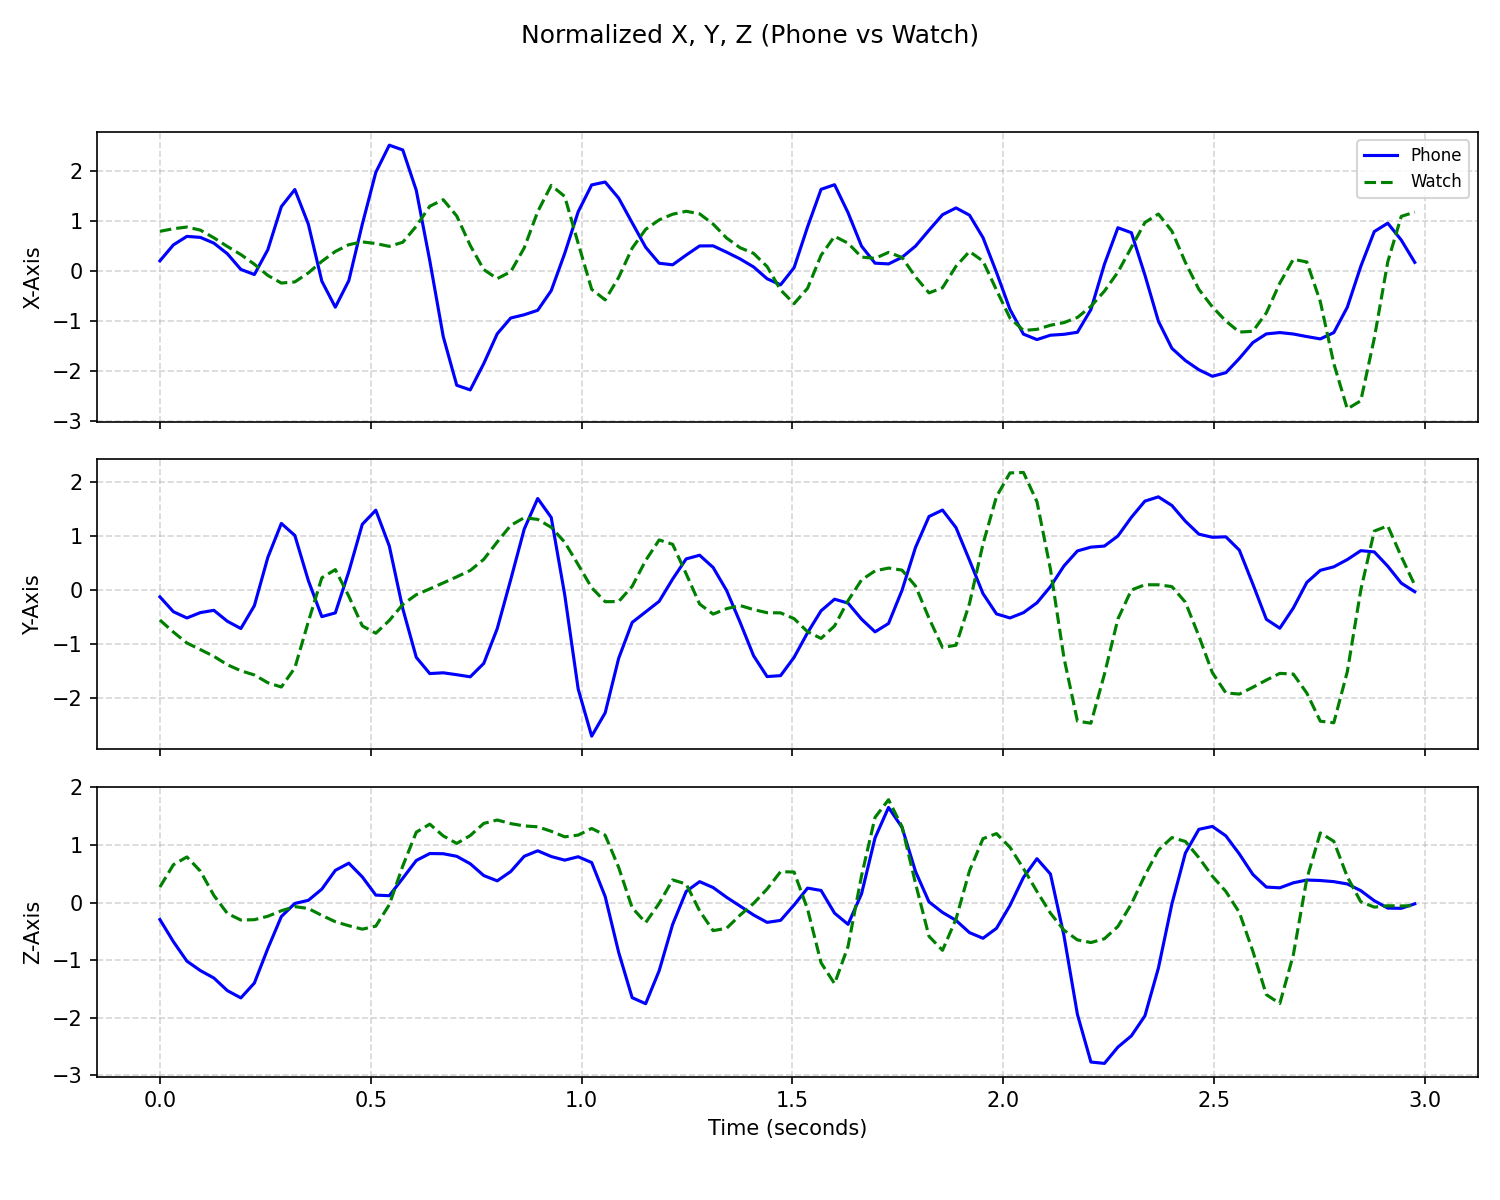 Normalized X, Y, Z (Phone vs Watch)
Phone
Watch
X-Axis
2
1
0
−1
−2
−3
Y-Axis
2
1
0
−1
−2
Z-Axis
2
1
0
−1
−2
−3
0.0 0.5 1.0 1.5 2.0 2.5 3.0
Time (seconds)